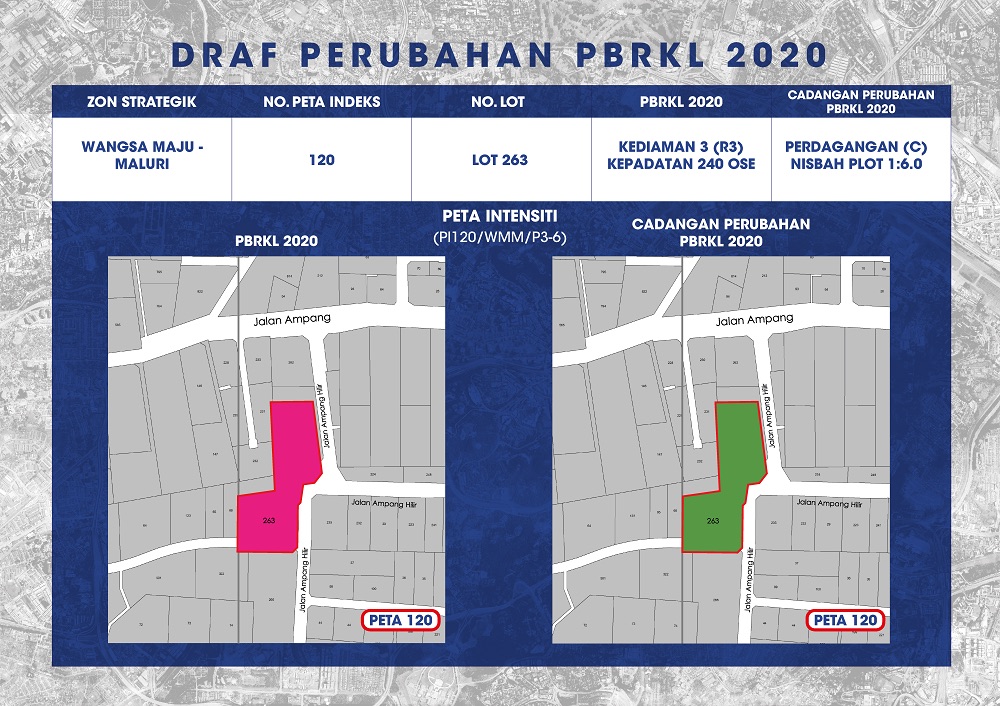 DRAF PERUBAHAN PBRKL 2020
ZON STRATEGIK
NO. PETA INDEKS
NO. LOT
PBRKL 2020
CADANGAN PERUBAHAN
PBRKL 2020
WANGSA MAJU -
MALURI
120
LOT 263
KEDIAMAN 3 (R3)
KEPADATAN 240 OSE
PERDAGANGAN (C)
NISBAH PLOT 1:6.0
PETA INTENSITI
(PI120/WMM/P3-6)
PBRKL 2020
CADANGAN PERUBAHAN
PBRKL 2020
Jalan Ampang
Jalan Ampang Hilir
Jalan Ampang Hilir
263
Jalan Ampang Hilir
PETA 120
Jalan Ampang
Jalan Ampang Hilir
Jalan Ampang Hilir
263
Jalan Ampang Hilir
PETA 120